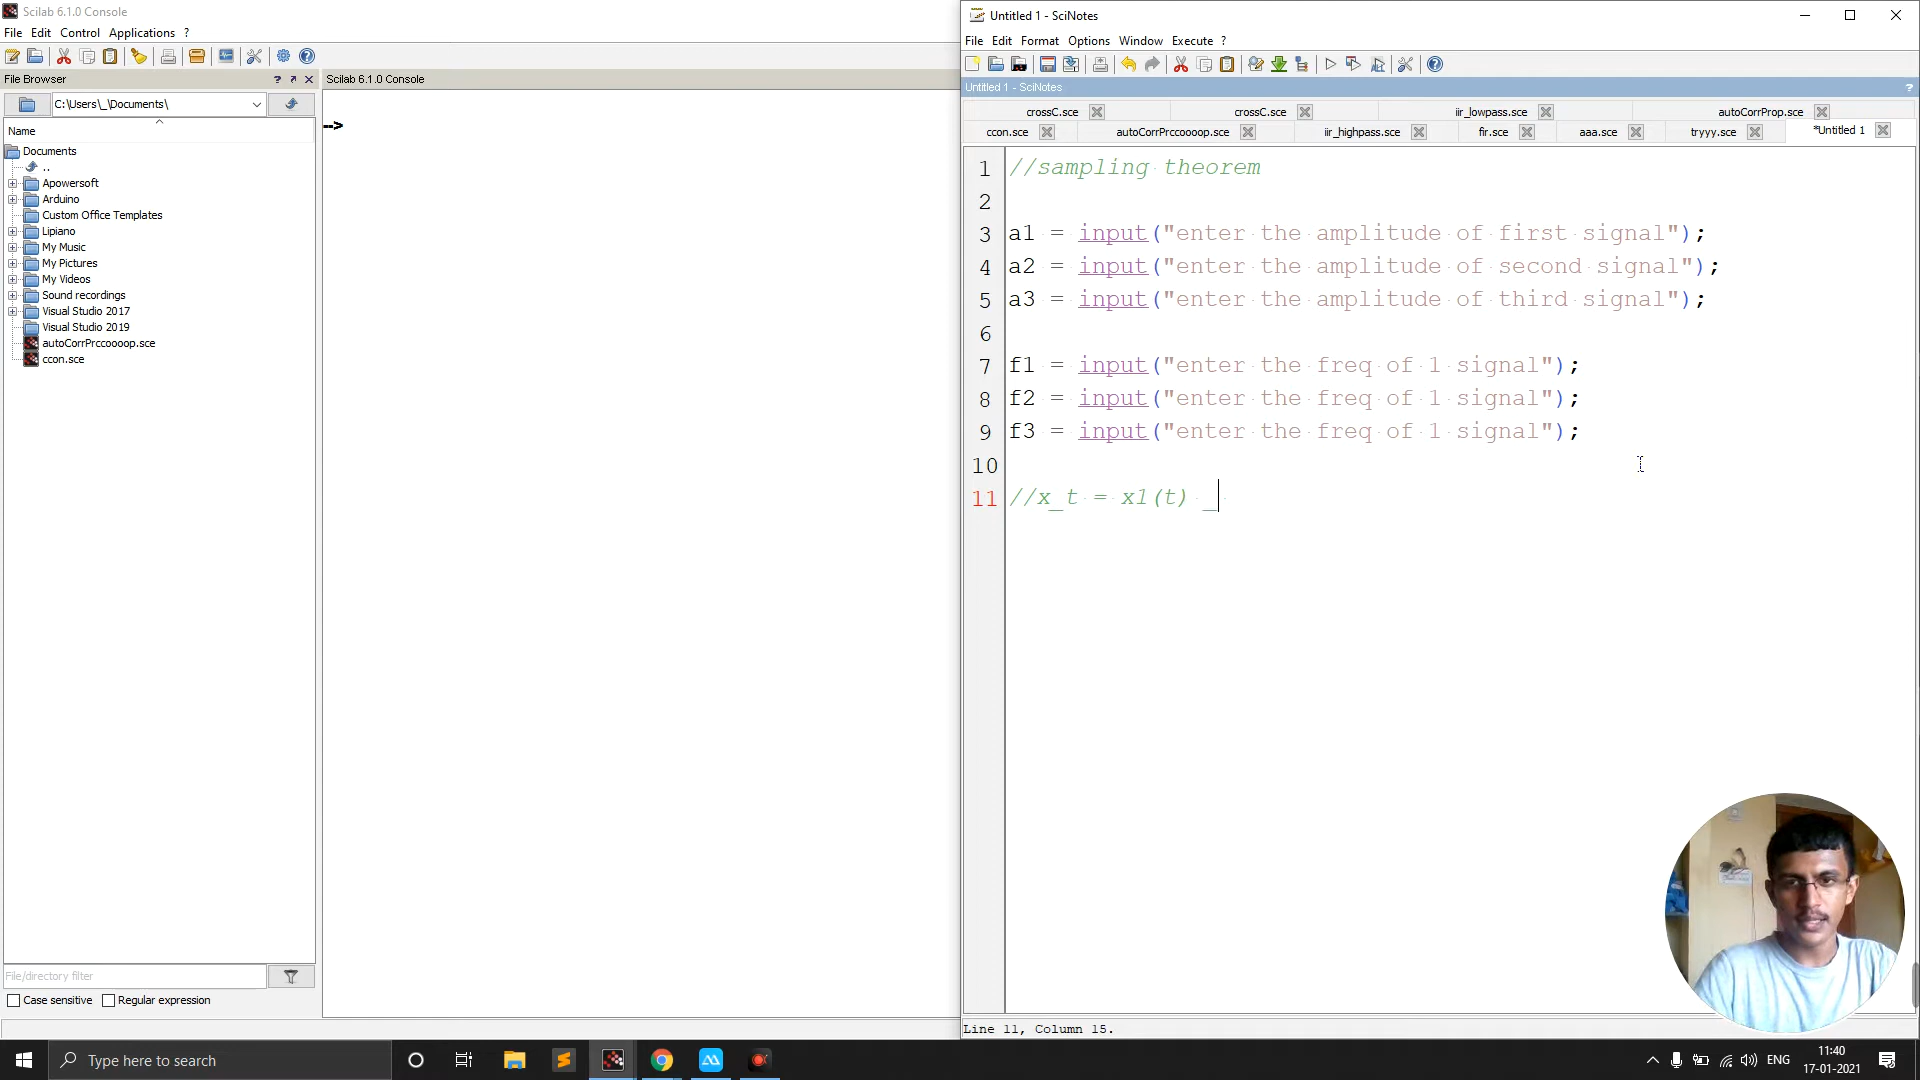 Scilab 6.1.0 Console
File Edit Control Applications ?
File Browser ? ↗ ×
C:\Users\_\Documents\
Name
Documents
..
Apowersoft
Arduino
Custom Office Templates
Lipiano
My Music
My Pictures
My Videos
Sound recordings
Visual Studio 2017
Visual Studio 2019
autoCorrPrccoooop.sce
ccon.sce
File/directory filter
Case sensitive Regular expression
Scilab 6.1.0 Console
-->
Untitled 1 - SciNotes
File Edit Format Options Window Execute ?
Untitled 1 - SciNotes ?
crossC.sce crossC.sce iir_lowpass.sce autoCorrProp.sce
ccon.sce autoCorrPrccoooop.sce iir_highpass.sce fir.sce aaa.sce tryyy.sce *Untitled 1
1 //sampling theorem
2
3 a1 = input("enter the amplitude of first signal");
4 a2 = input("enter the amplitude of second signal");
5 a3 = input("enter the amplitude of third signal");
6
7 f1 = input("enter the freq of 1 signal");
8 f2 = input("enter the freq of 1 signal");
9 f3 = input("enter the freq of 1 signal");
10
11 //x_t = x1(t) _
Line 11, Column 15.
Type here to search
ENG
11:40
17-01-2021